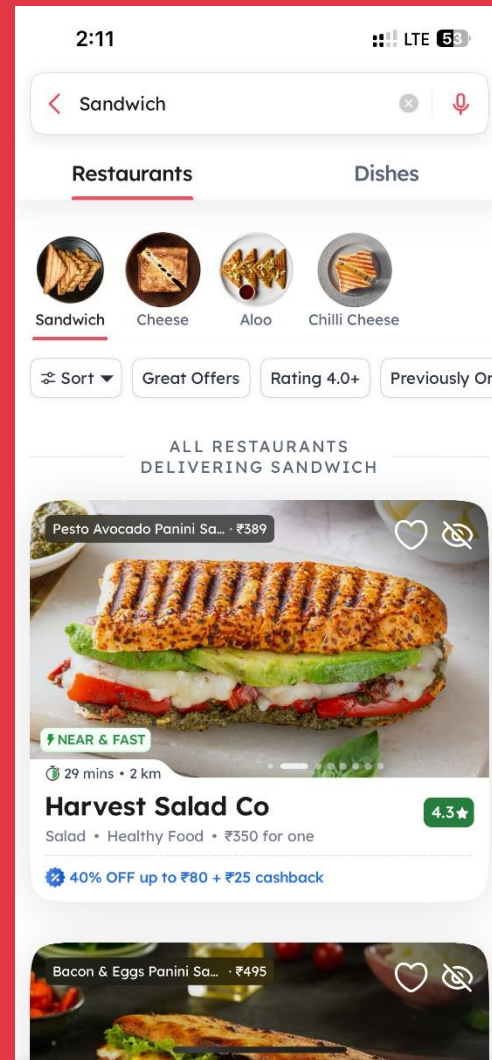 2:11 LTE 53
Sandwich
Restaurants Dishes
Sandwich Cheese Aloo Chilli Cheese
Sort Great Offers Rating 4.0+ Previously Or
ALL RESTAURANTS
DELIVERING SANDWICH
Pesto Avocado Panini Sa... · ₹389
NEAR & FAST
29 mins • 2 km
Harvest Salad Co 4.3★
Salad • Healthy Food • ₹350 for one
40% OFF up to ₹80 + ₹25 cashback
Bacon & Eggs Panini Sa... · ₹495